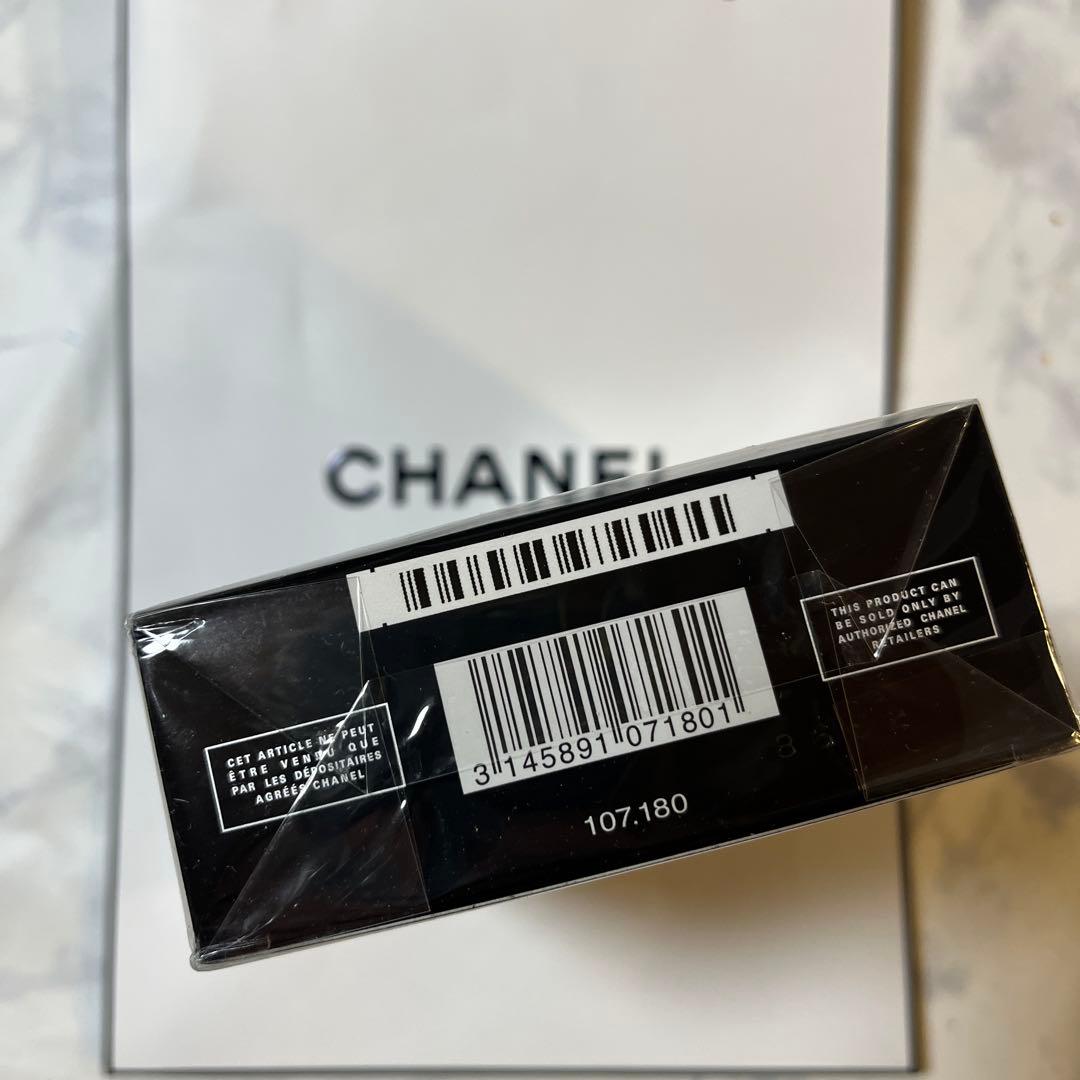 CHANEL
THIS PRODUCT CAN
BE SOLD ONLY BY
AUTHORIZED CHANEL
RETAILERS
CET ARTICLE NE PEUT
ÊTRE VENDU QUE
PAR LES DÉPOSITAIRES
AGRÉÉS CHANEL
3 145891 071801
107.180